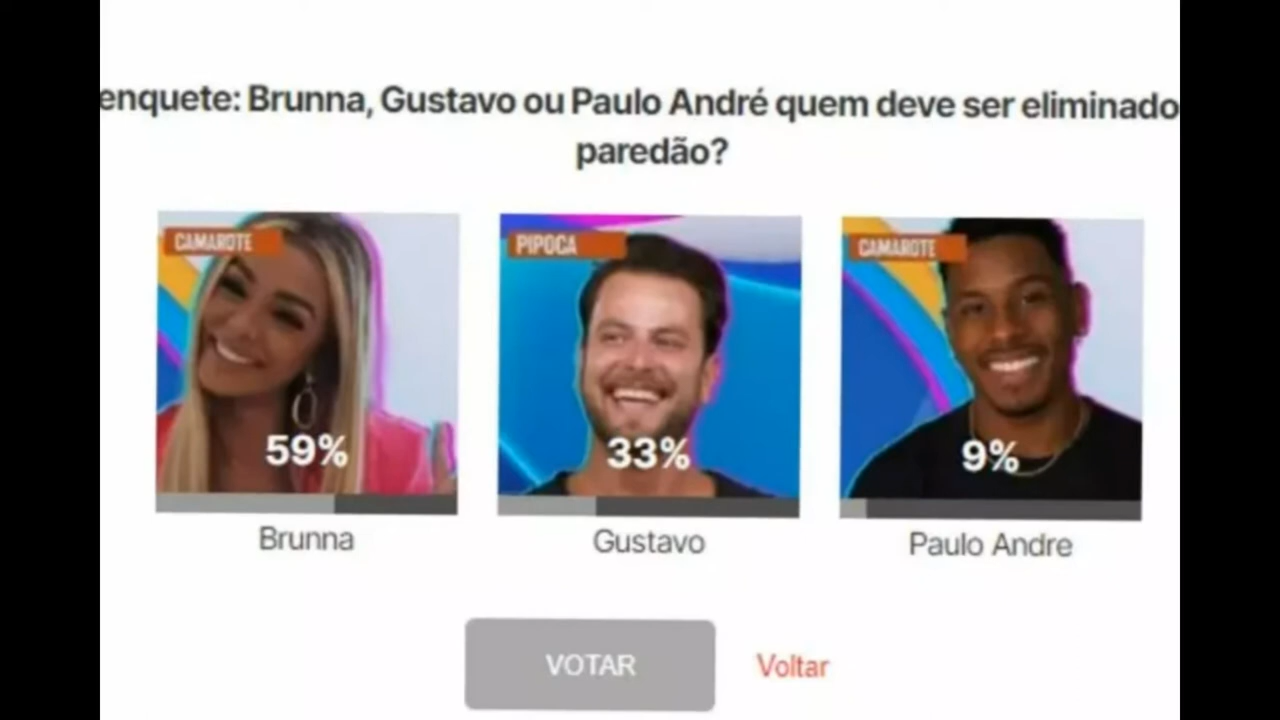 enquete: Brunna, Gustavo ou Paulo André quem deve ser eliminado
paredão?
CAMAROTE
PIPOCA
CAMAROTE
59%
33%
9%
Brunna
Gustavo
Paulo Andre
VOTAR
Voltar